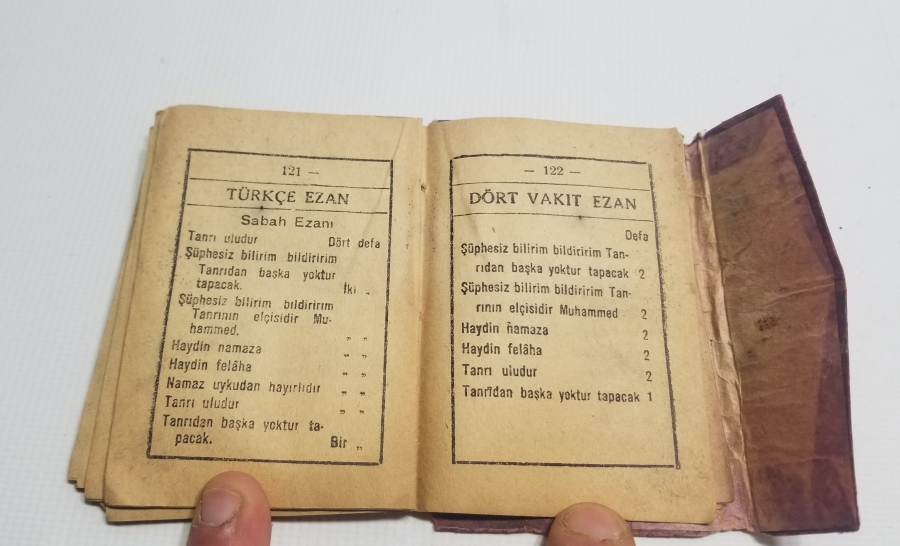 121 —
TÜRKÇE EZAN
Sabah Ezanı
Tanrı uludur Dört defa
Şüphesiz bilirim bildiririm
Tanrıdan başka yoktur
tapacak. İki „
Şüphesiz bilirim bildiririm
Tanrının elçisidir Mu-
hammed. „ „
Haydin namaza „ „
Haydin felâha „ „
Namaz uykudan hayırlıdır „ „
Tanrı uludur „ „
Tanrıdan başka yoktur ta-
pacak. Bir „
— 122 —
DÖRT VAKIT EZAN
Defa
Şüphesiz bilirim bildiririm Tan-
rıdan başka yoktur tapacak 2
Şüphesiz bilirim bildiririm Tan-
rının elçisidir Muhammed 2
Haydin namaza 2
Haydin felâha 2
Tanrı uludur 2
Tanrıdan başka yoktur tapacak 1